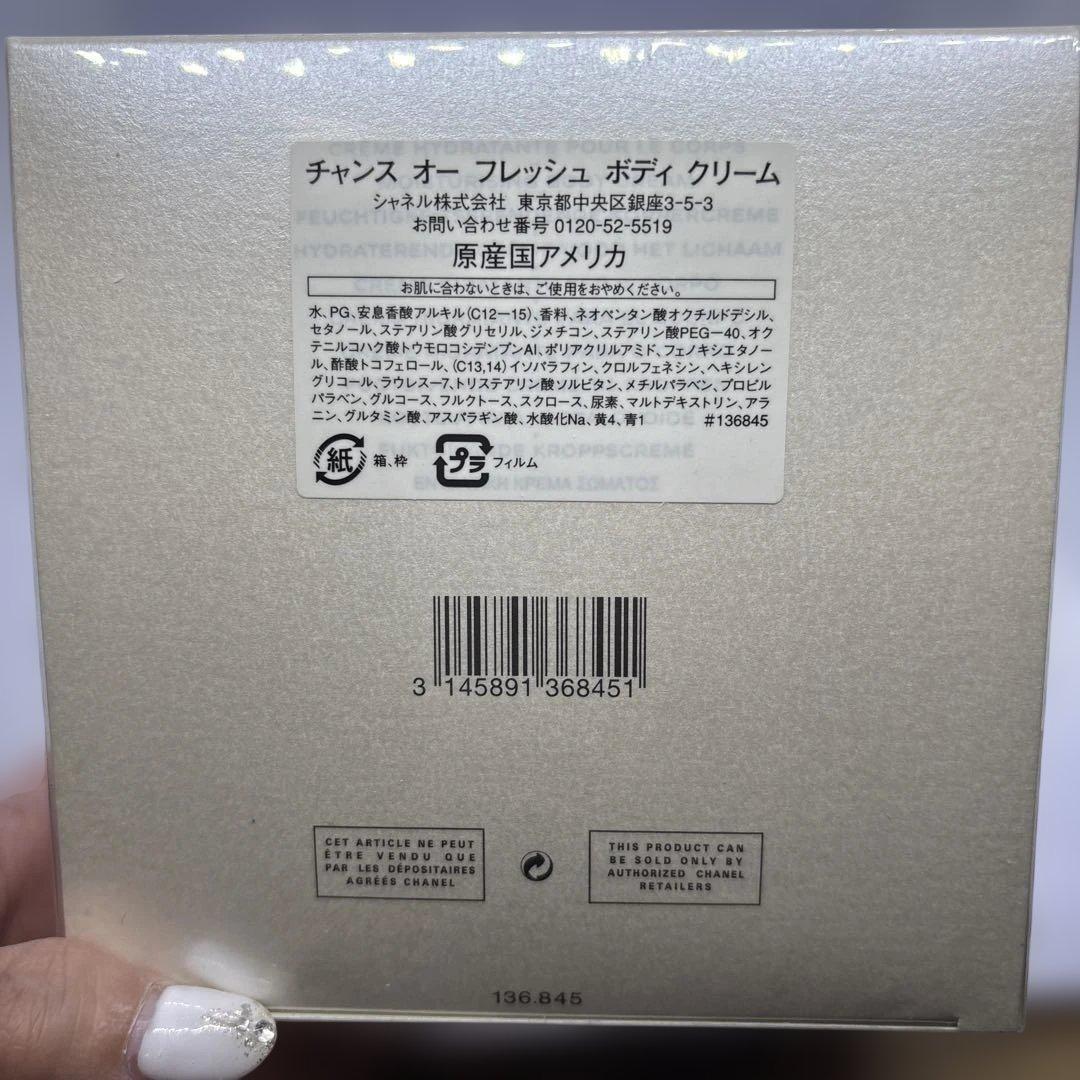 チャンス オー フレッシュ ボディ クリーム
シャネル株式会社 東京都中央区銀座3-5-3
お問い合わせ番号 0120-52-5519
原産国アメリカ
お肌に合わないときは、ご使用をおやめください。
水、PG、安息香酸アルキル(C12ー15)、香料、ネオペンタン酸オクチルドデシル、
セタノール、ステアリン酸グリセリル、ジメチコン、ステアリン酸PEGー40、オク
テニルコハク酸トウモロコシデンプンAl、ポリアクリルアミド、フェノキシエタノー
ル、酢酸トコフェロール、(C13,14)イソパラフィン、クロルフェネシン、ヘキシレン
グリコール、ラウレス-7、トリステアリン酸ソルビタン、メチルパラベン、プロピル
パラベン、グルコース、フルクトース、スクロース、尿素、マルトデキストリン、アラ
ニン、グルタミン酸、アスパラギン酸、水酸化Na、黄4、青1 #136845
紙 箱、枠 プラ フィルム
CRÈME HYDRATANTE POUR LE CORPS
3 145891 368451
CET ARTICLE NE PEUT
ÊTRE VENDU QUE
PAR LES DÉPOSITAIRES
AGRÉÉS CHANEL
THIS PRODUCT CAN
BE SOLD ONLY BY
AUTHORIZED CHANEL
RETAILERS
136.845